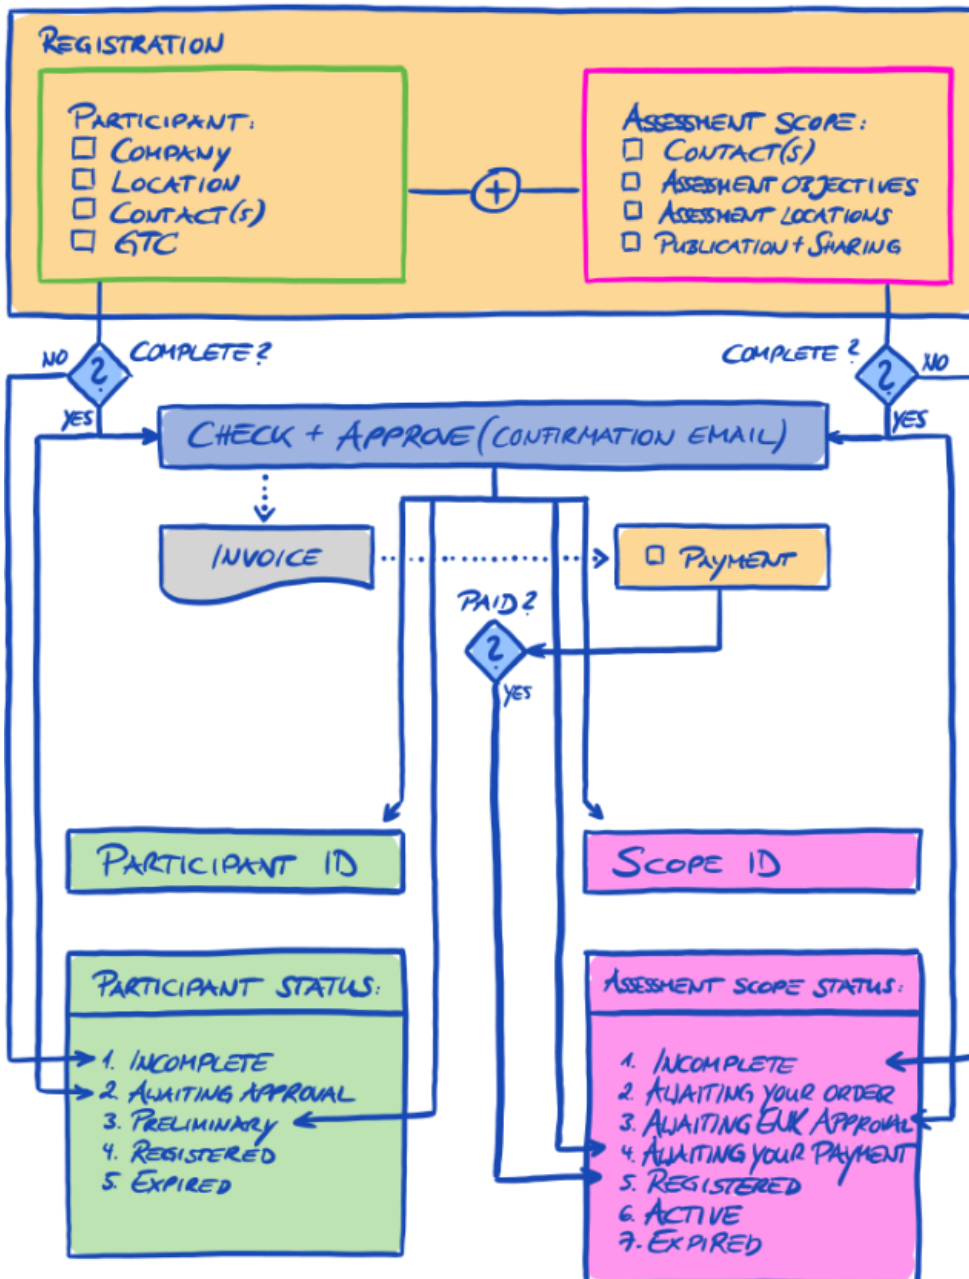 REGISTRATION
PARTICIPANT:
COMPANY
LOCATION
CONTACT(S)
GTC
+
ASSESSMENT SCOPE:
CONTACT(S)
ASSESSMENT OBJECTIVES
ASSESSMENT LOCATIONS
PUBLICATION + SHARING
NO
?
COMPLETE?
YES
COMPLETE?
?
NO
YES
CHECK + APPROVE (CONFIRMATION EMAIL)
INVOICE
PAYMENT
PAID?
?
YES
PARTICIPANT ID
SCOPE ID
PARTICIPANT STATUS:
1. INCOMPLETE
2. AWAITING APPROVAL
3. PRELIMINARY
4. REGISTERED
5. EXPIRED
ASSESSMENT SCOPE STATUS:
1. INCOMPLETE
2. AWAITING YOUR ORDER
3. AWAITING ENX APPROVAL
4. AWAITING YOUR PAYMENT
5. REGISTERED
6. ACTIVE
7. EXPIRED